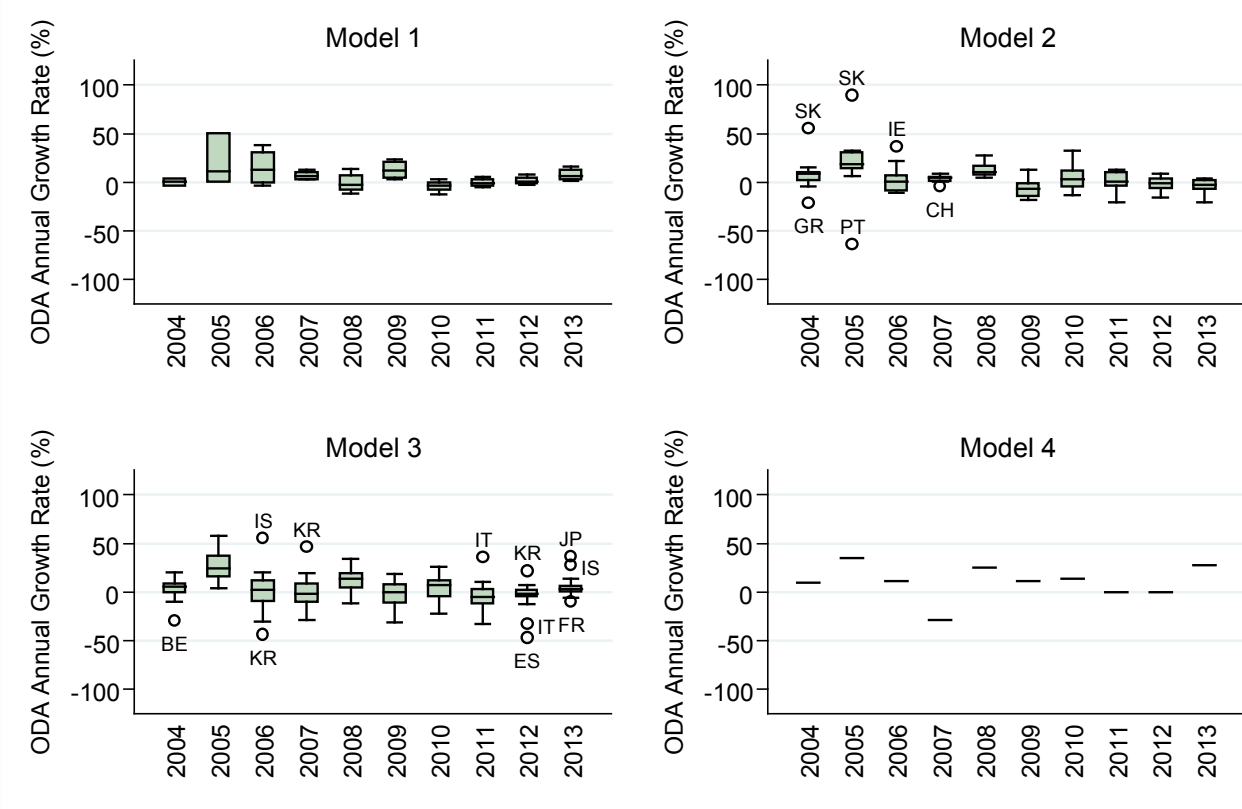 Model 1
ODA Annual Growth Rate (%)
100
50
0
-50
-100
2004 2005 2006 2007 2008 2009 2010 2011 2012 2013
Model 2
ODA Annual Growth Rate (%)
100
50
0
-50
-100
SK
SK
IE
GR
PT
CH
2004 2005 2006 2007 2008 2009 2010 2011 2012 2013
Model 3
ODA Annual Growth Rate (%)
100
50
0
-50
-100
IS
KR
IT
KR
JP
IS
BE
KR
IT
FR
ES
2004 2005 2006 2007 2008 2009 2010 2011 2012 2013
Model 4
ODA Annual Growth Rate (%)
100
50
0
-50
-100
2004 2005 2006 2007 2008 2009 2010 2011 2012 2013